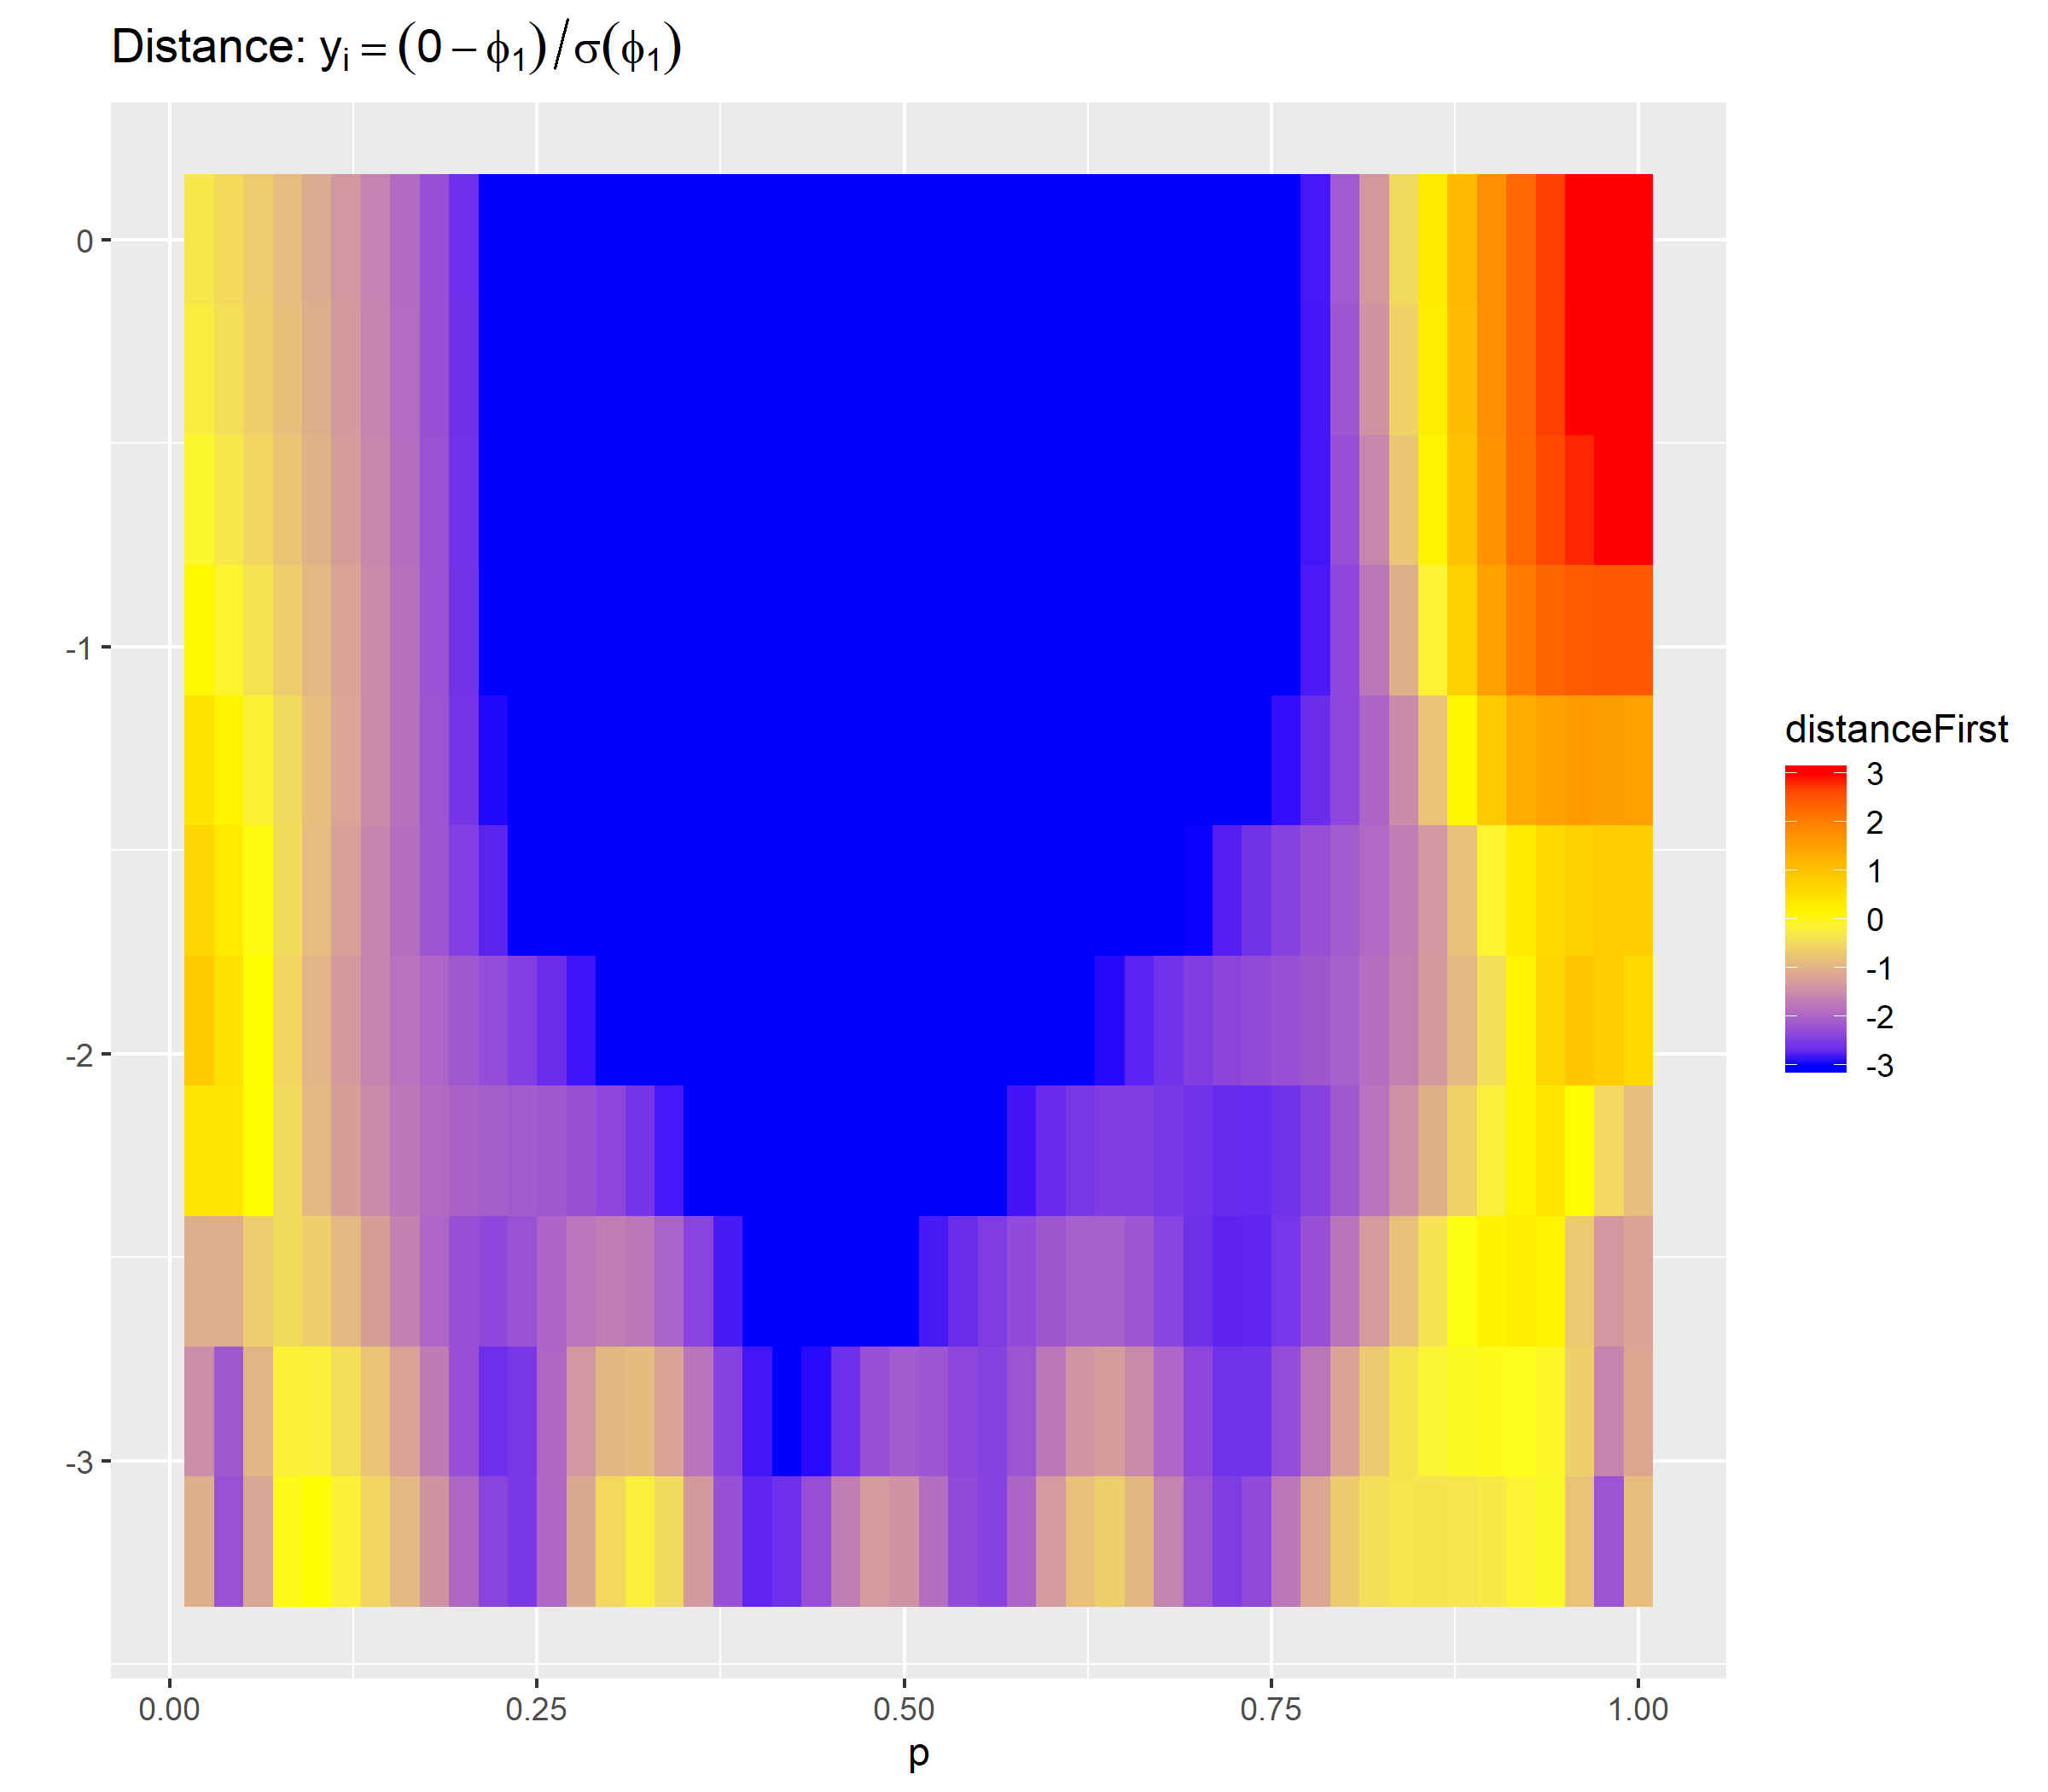 Distance: yᵢ = (0 − ϕ₁)/σ(ϕ₁)
0
-1
-2
-3
0.00 0.25 0.50 0.75 1.00
p
distanceFirst
3
2
1
0
-1
-2
-3